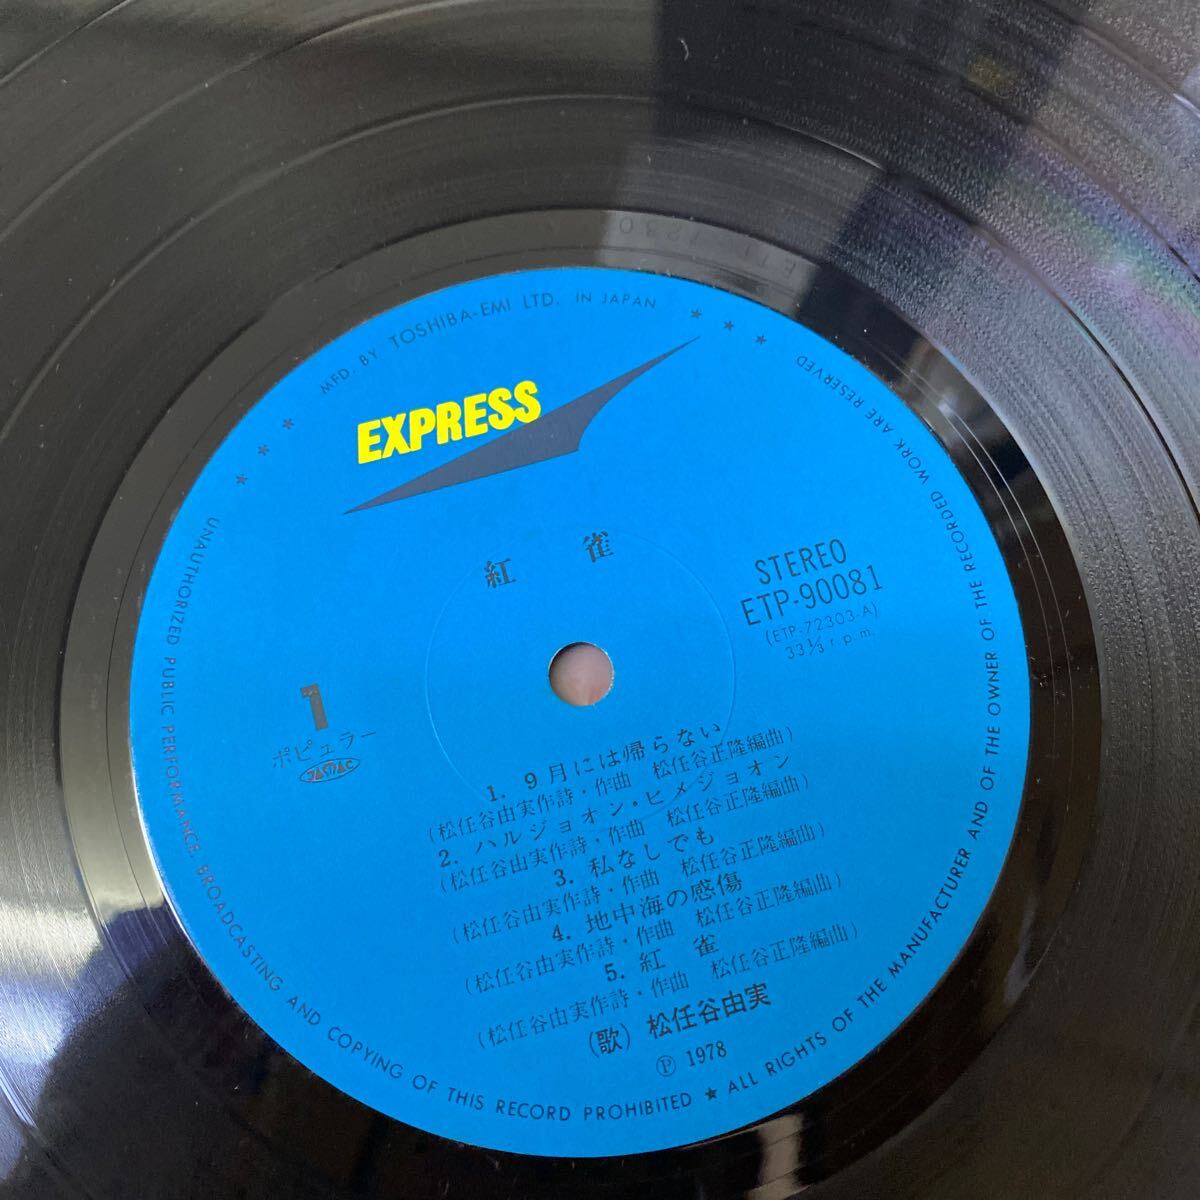 MFD. BY TOSHIBA-EMI LTD. IN JAPAN
★ ★ ★
ALL RIGHTS OF THE MANUFACTURER AND OF THE OWNER OF THE RECORDED WORK ARE RESERVED
★ ★ ★
UNAUTHORIZED PUBLIC PERFORMANCE, BROADCASTING AND COPYING OF THIS RECORD PROHIBITED ★
EXPRESS
紅 雀
STEREO
ETP-90081
(ETP-72303-A)
33⅓ r.p.m.
1
ポピュラー
JASRAC
1. 9月には帰らない
(松任谷由実作詩・作曲 松任谷正隆編曲)
2. ハルジョオン・ヒメジョオン
(松任谷由実作詩・作曲 松任谷正隆編曲)
3. 私なしでも
(松任谷由実作詩・作曲 松任谷正隆編曲)
4. 地中海の感傷
(松任谷由実作詩・作曲 松任谷正隆編曲)
5. 紅 雀
(松任谷由実作詩・作曲 松任谷正隆編曲)
(歌) 松任谷由実
Ⓟ 1978